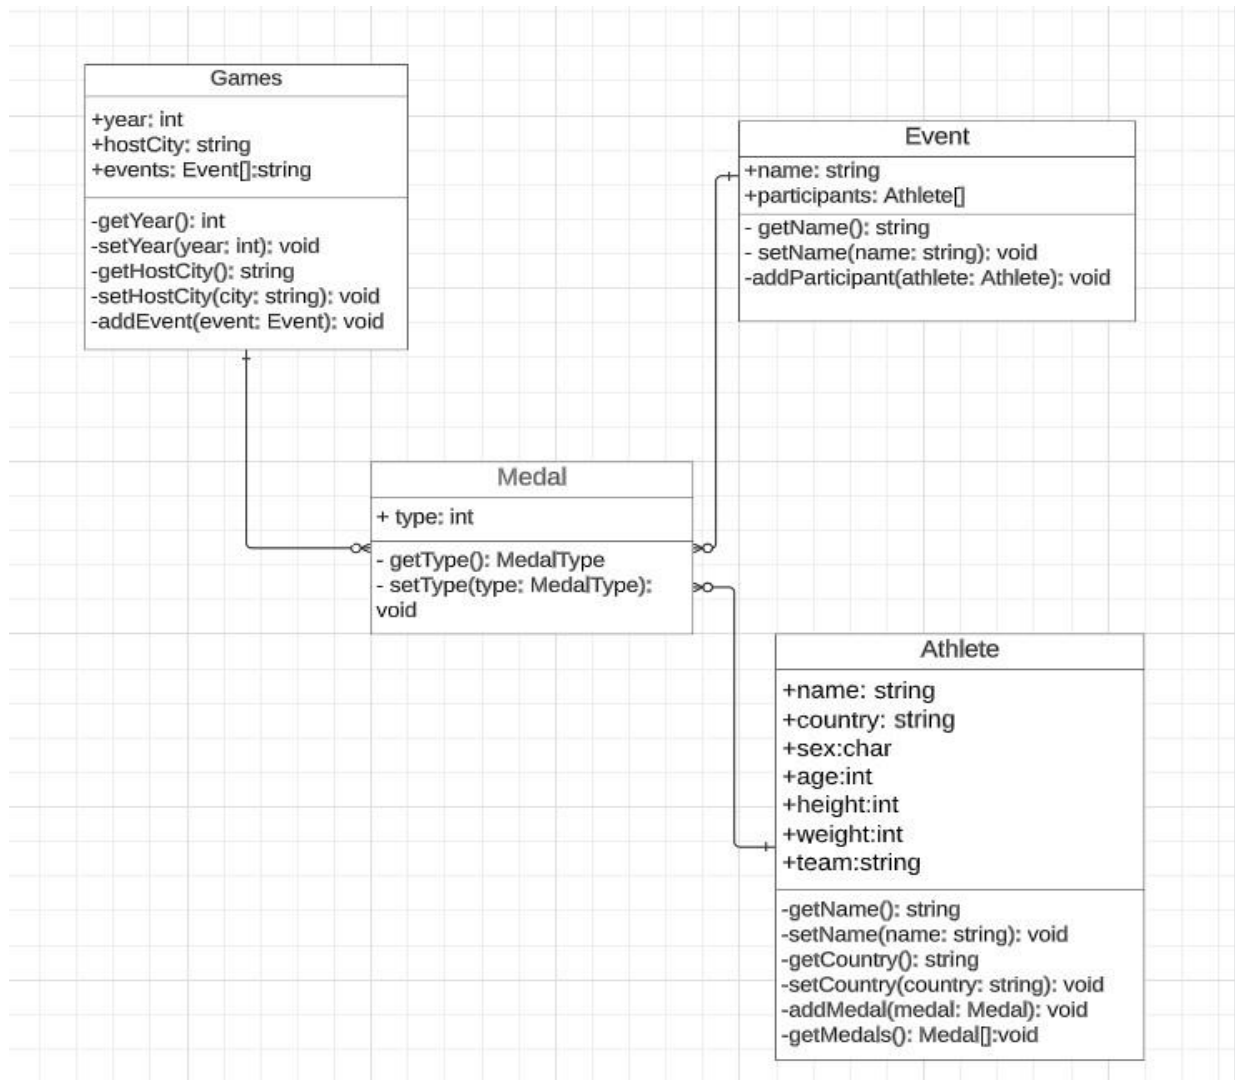 Games
+year: int
+hostCity: string
+events: Event[]:string
-getYear(): int
-setYear(year: int): void
-getHostCity(): string
-setHostCity(city: string): void
-addEvent(event: Event): void
Event
+name: string
+participants: Athlete[]
- getName(): string
- setName(name: string): void
-addParticipant(athlete: Athlete): void
Medal
+ type: int
- getType(): MedalType
- setType(type: MedalType):
void
Athlete
+name: string
+country: string
+sex:char
+age:int
+height:int
+weight:int
+team:string
-getName(): string
-setName(name: string): void
-getCountry(): string
-setCountry(country: string): void
-addMedal(medal: Medal): void
-getMedals(): Medal[]:void